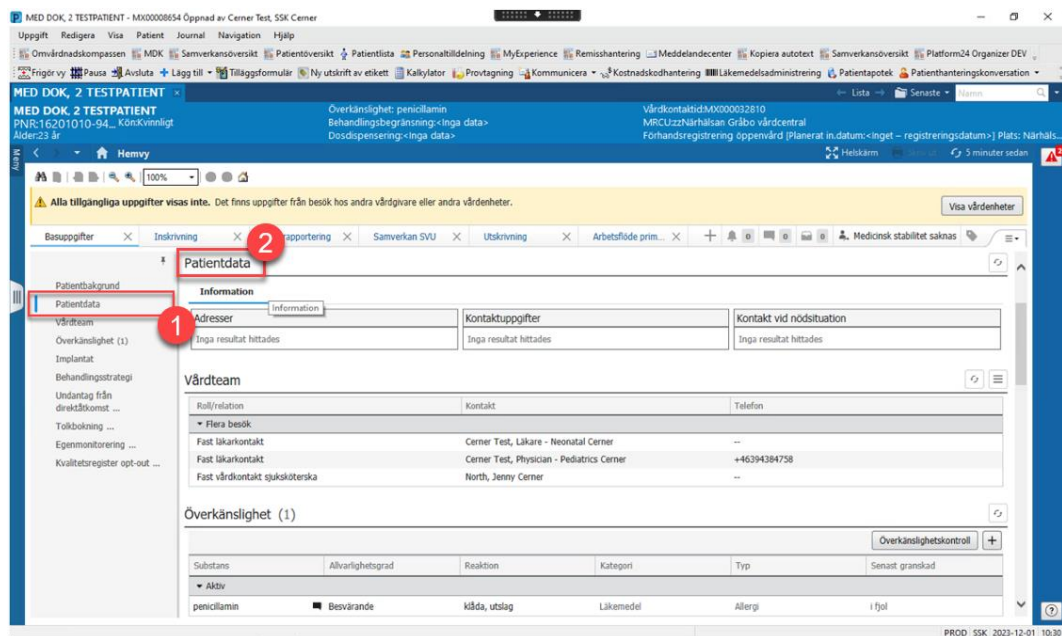 MED DOK, 2 TESTPATIENT - MX00008654 Öppnad av Cerner Test, SSK Cerner
Uppgift Redigera Visa Patient Journal Navigation Hjälp
Omvårdnadskompassen MDK Samverkansöversikt Patientöversikt Patientlista Personaltilldelning MyExperience Remisshantering Meddelandecenter Kopiera autotext Samverkansöversikt Platform24 Organizer DEV
Frigör vy Pausa Avsluta Lägg till Tilläggsformulär Ny utskrift av etikett Kalkylator Provtagning Kommunicera Kostnadskodhantering Läkemedelsadministrering Patientapotek Patienthanteringskonversation
MED DOK, 2 TESTPATIENT × Lista Senaste Namn
MED DOK, 2 TESTPATIENT Överkänslighet: penicillamin Vårdkontaktid:MX000032810
PNR:16201010-94... Kön:Kvinnligt Behandlingsbegränsning:<Inga data> MRCU:zzNärhälsan Gråbo vårdcentral
Ålder:23 år Dosdispensering:<Inga data> Förhandsregistrering öppenvård [Planerat in.datum:<Inget – registreringsdatum>] Plats: Närhäls...
Meny Hemvy Helskärm 5 minuter sedan 2
100%
Alla tillgängliga uppgifter visas inte. Det finns uppgifter från besök hos andra vårdgivare eller andra vårdenheter. Visa vårdenheter
Basuppgifter Inskrivning rapportering Samverkan SVU Utskrivning Arbetsflöde prim... 0 0 0 Medicinsk stabilitet saknas
2
Patientdata
Patientbakgrund
Patientdata
Vårdteam
Överkänslighet (1)
Implantat
Behandlingsstrategi
Undantag från
direktåtkomst ...
Tolkbokning ...
Egenmonitorering ...
Kvalitetsregister opt-out ...
1
Information
Information
Adresser Kontaktuppgifter Kontakt vid nödsituation
Inga resultat hittades Inga resultat hittades Inga resultat hittades
Vårdteam
Roll/relation Kontakt Telefon
Flera besök
Fast läkarkontakt Cerner Test, Läkare - Neonatal Cerner --
Fast läkarkontakt Cerner Test, Physician - Pediatrics Cerner +46394384758
Fast vårdkontakt sjuksköterska North, Jenny Cerner --
Överkänslighet (1)
Överkänslighetskontroll +
Substans Allvarlighetsgrad Reaktion Kategori Typ Senast granskad
Aktiv
penicillamin Besvärande klåda, utslag Läkemedel Allergi i fjol
PROD SSK 2023-12-01 10:30